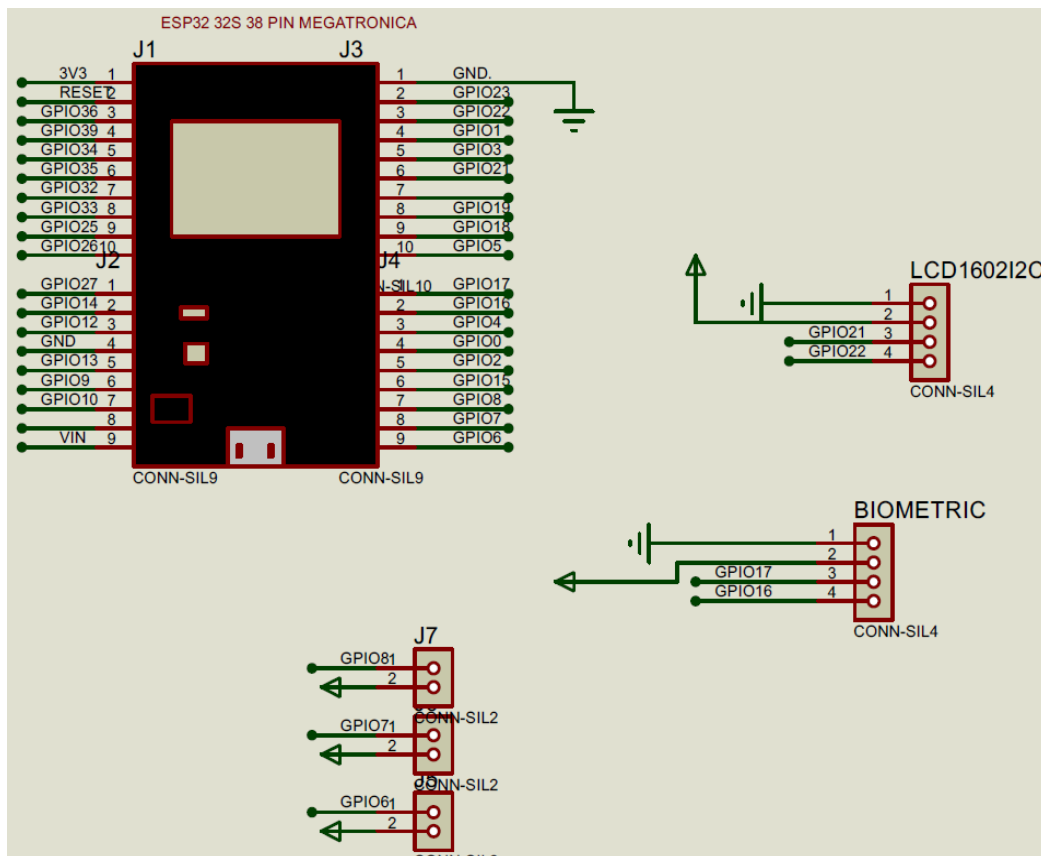 ESP32 32S 38 PIN MEGATRONICA
J1
J3
3V3 1
RESET 2
GPIO36 3
GPIO39 4
GPIO34 5
GPIO35 6
GPIO32 7
GPIO33 8
GPIO25 9
GPIO26 10
1 GND.
2 GPIO23
3 GPIO22
4 GPIO1
5 GPIO3
6 GPIO21
7
8 GPIO19
9 GPIO18
10 GPIO5
J2
J4
GPIO27 1
GPIO14 2
GPIO12 3
GND 4
GPIO13 5
GPIO9 6
GPIO10 7
8
VIN 9
1 GPIO17
2 GPIO16
3 GPIO4
4 GPIO0
5 GPIO2
6 GPIO15
7 GPIO8
8 GPIO7
9 GPIO6
CONN-SIL9
CONN-SIL9
LCD1602I2C
1
2
GPIO21 3
GPIO22 4
CONN-SIL4
BIOMETRIC
1
2
GPIO17 3
GPIO16 4
CONN-SIL4
J7
GPIO8 1
2
CONN-SIL2
GPIO7 1
2
CONN-SIL2
J5
GPIO6 1
2